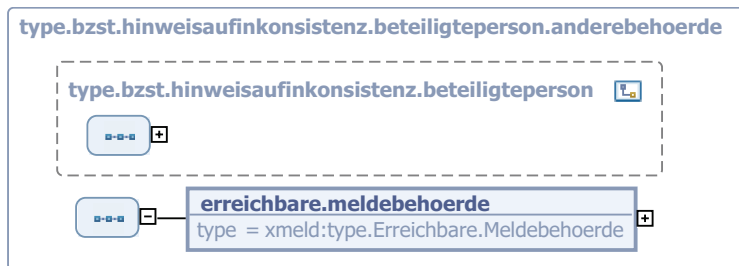 type.bzst.hinweisaufinkonsistenz.beteiligteperson.anderebehoerde
type.bzst.hinweisaufinkonsistenz.beteiligteperson
erreichbare.meldebehoerde
type = xmeld:type.Erreichbare.Meldebehoerde